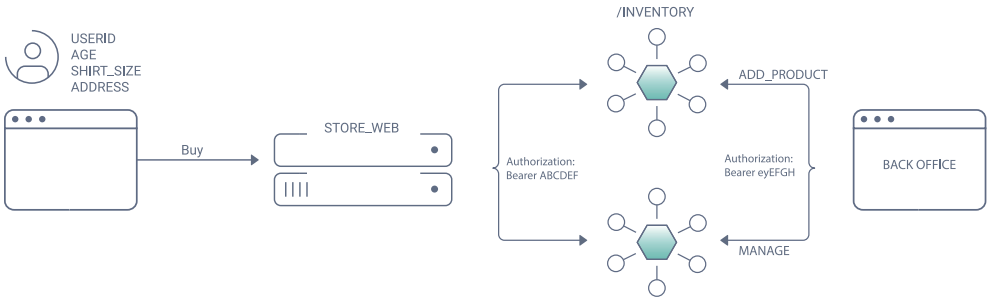 USERID
AGE
SHIRT_SIZE
ADDRESS
Buy
STORE_WEB
Authorization:
Bearer ABCDEF
/INVENTORY
ADD_PRODUCT
Authorization:
Bearer eyEFGH
MANAGE
BACK OFFICE